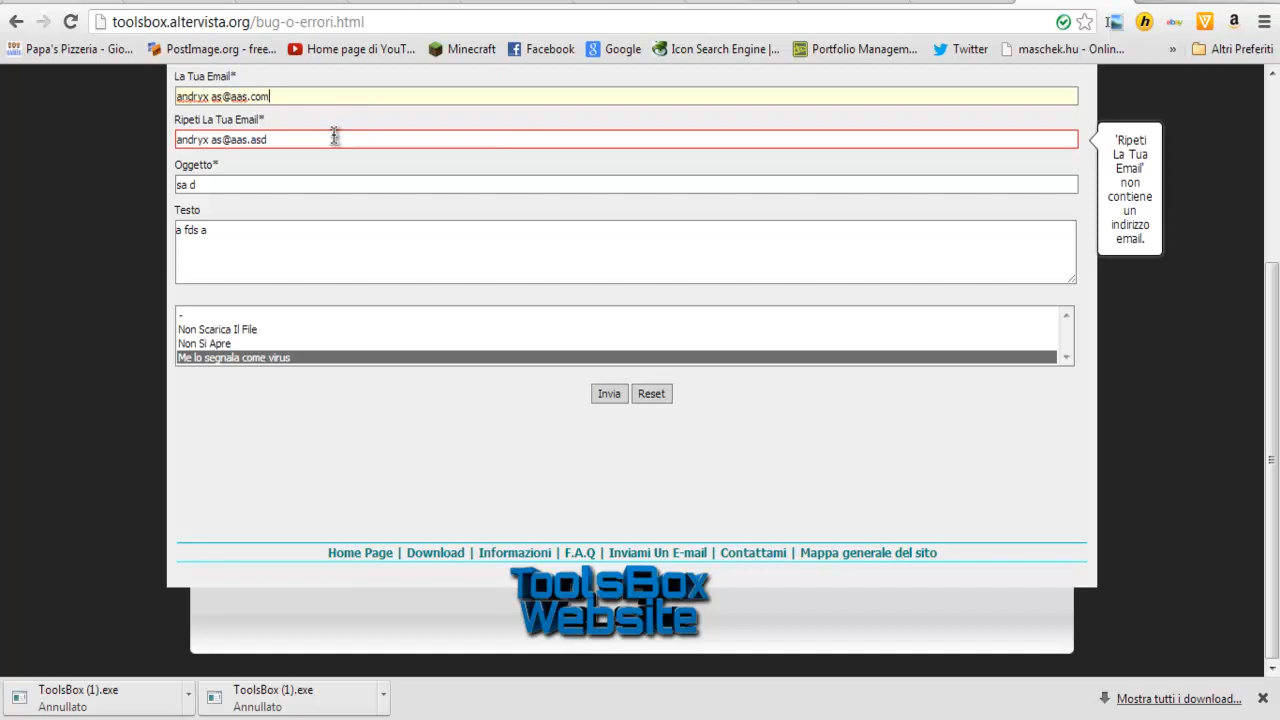 toolsbox.altervista.org/bug-o-errori.html
Papa's Pizzeria - Gio... PostImage.org - free... Home page di YouT... Minecraft Facebook Google Icon Search Engine |... Portfolio Managem... Twitter maschek.hu - Onlin... » Altri Preferiti
La Tua Email*
andryx as@aas.com
Ripeti La Tua Email*
andryx as@aas.asd
'Ripeti
La Tua
Email'
non
contiene
un
indirizzo
email.
Oggetto*
sa d
Testo
a fds a
-
Non Scarica Il File
Non Si Apre
Me lo segnala come virus
Invia Reset
Home Page | Download | Informazioni | F.A.Q | Inviami Un E-mail | Contattami | Mappa generale del sito
ToolsBox
Website
ToolsBox (1).exe
Annullato
ToolsBox (1).exe
Annullato
Mostra tutti i download...